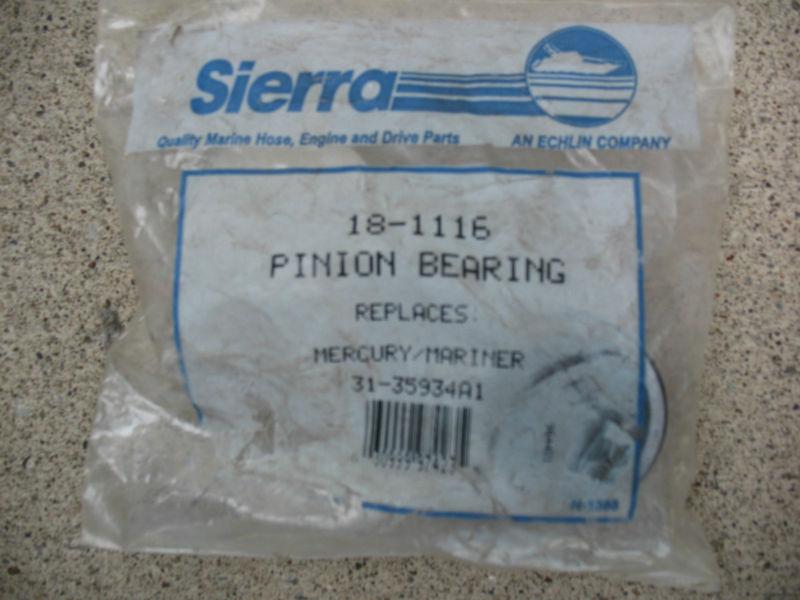 Sierra
Quality Marine Hose, Engine and Drive Parts
AN ECHLIN COMPANY
18-1116
PINION BEARING
REPLACES:
MERCURY/MARINER
31-35934A1